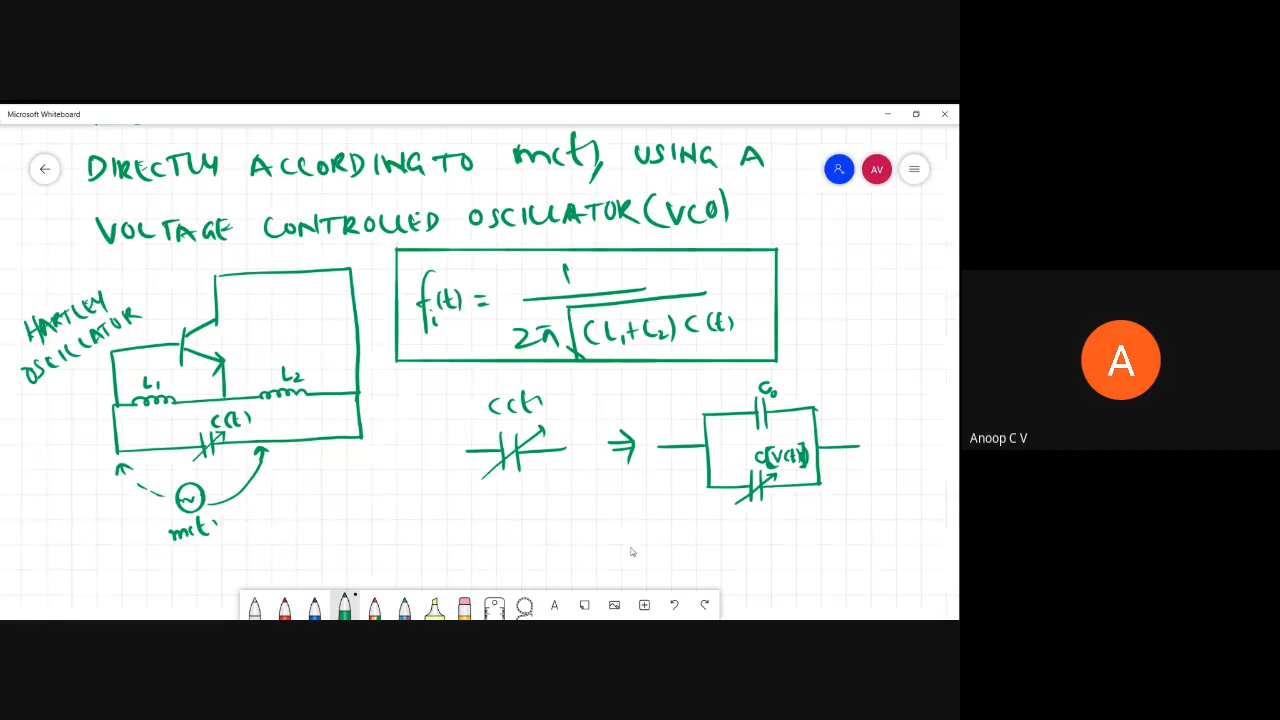 Microsoft Whiteboard
DIRECTLY ACCORDING TO m(t), USING A
AV
VOLTAGE CONTROLLED OSCILLATOR (VCO)
HARTLEY
OSCILLATOR
fi(t) = 1
2π√(L1+L2) C(t)
L1
L2
C(t)
C(t)
C0
C[V(t)]
⇒
m(t)
A
Anoop C V
A